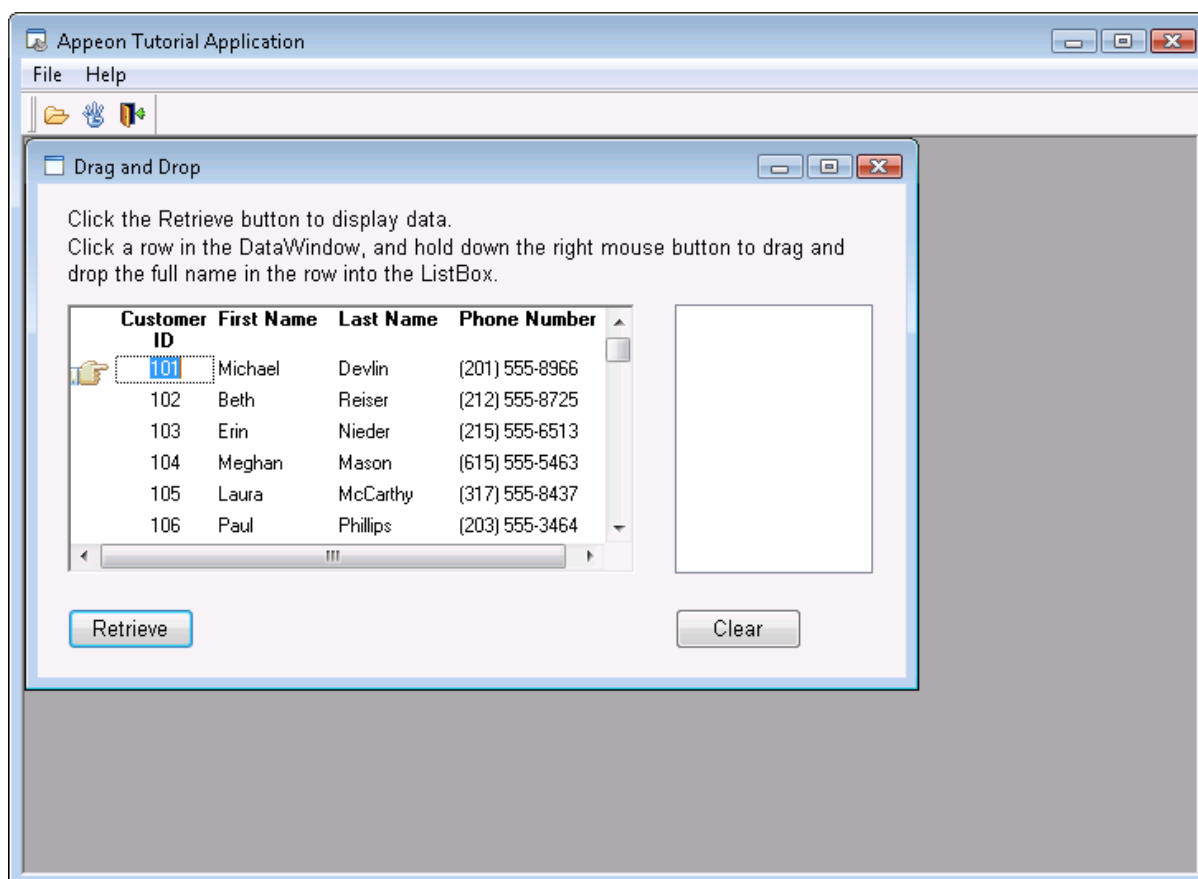 Appeon Tutorial Application
File Help
Drag and Drop
Click the Retrieve button to display data.
Click a row in the DataWindow, and hold down the right mouse button to drag and
drop the full name in the row into the ListBox.
Customer First Name Last Name Phone Number
ID
101 Michael Devlin (201) 555-8966
102 Beth Reiser (212) 555-8725
103 Erin Nieder (215) 555-6513
104 Meghan Mason (615) 555-5463
105 Laura McCarthy (317) 555-8437
106 Paul Phillips (203) 555-3464
Retrieve Clear